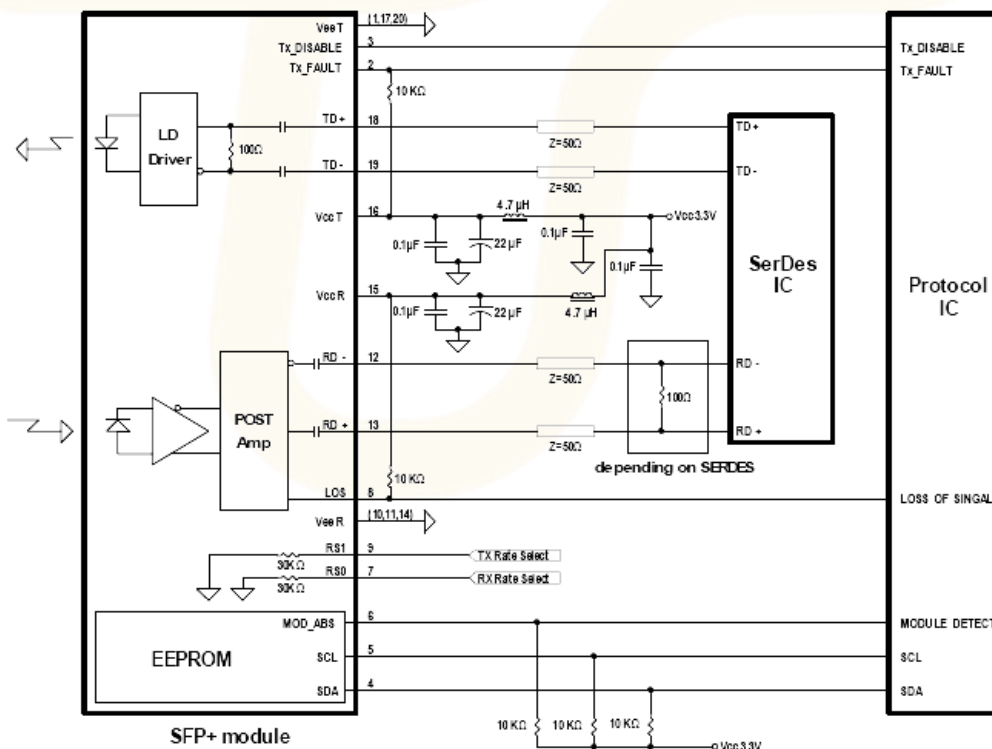 VeeT
(1,17,20)
Tx_DISABLE
3
Tx_DISABLE
Tx_FAULT
2
Tx_FAULT
10 KΩ
LD
Driver
100Ω
TD+
18
Z=50Ω
TD+
TD-
19
Z=50Ω
TD-
VccT
16
4.7 µH
Vcc3.3V
0.1µF
22 µF
0.1µF
0.1µF
SerDes
IC
Protocol
IC
VccR
15
0.1µF
22 µF
4.7 µH
RD -
12
Z=50Ω
RD -
100Ω
POST
Amp
RD +
13
Z=50Ω
RD +
depending on SERDES
10 KΩ
LOS
8
LOSS OF SINGAL
VeeR
(10,11,14)
RS1
9
TX Rate Select
30KΩ
RS0
7
RX Rate Select
30KΩ
MOD_ABS
6
MODULE DETECT
EEPROM
SCL
5
SCL
SDA
4
SDA
10 KΩ
10 KΩ
10 KΩ
Vcc3.3V
SFP+ module